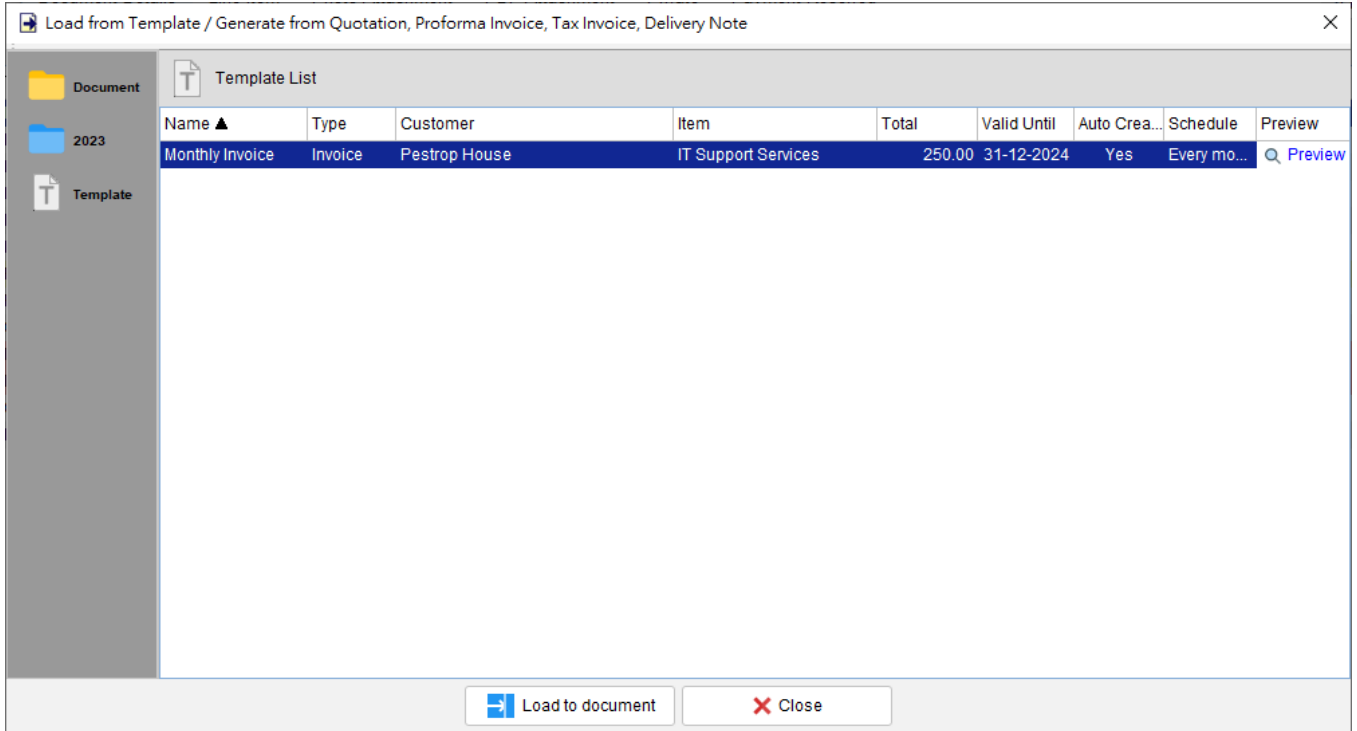 Load from Template / Generate from Quotation, Proforma Invoice, Tax Invoice, Delivery Note
Document
2023
Template
T Template List
Name ▲ Type Customer Item Total Valid Until Auto Crea... Schedule Preview
Monthly Invoice Invoice Pestrop House IT Support Services 250.00 31-12-2024 Yes Every mo... Preview
Load to document Close